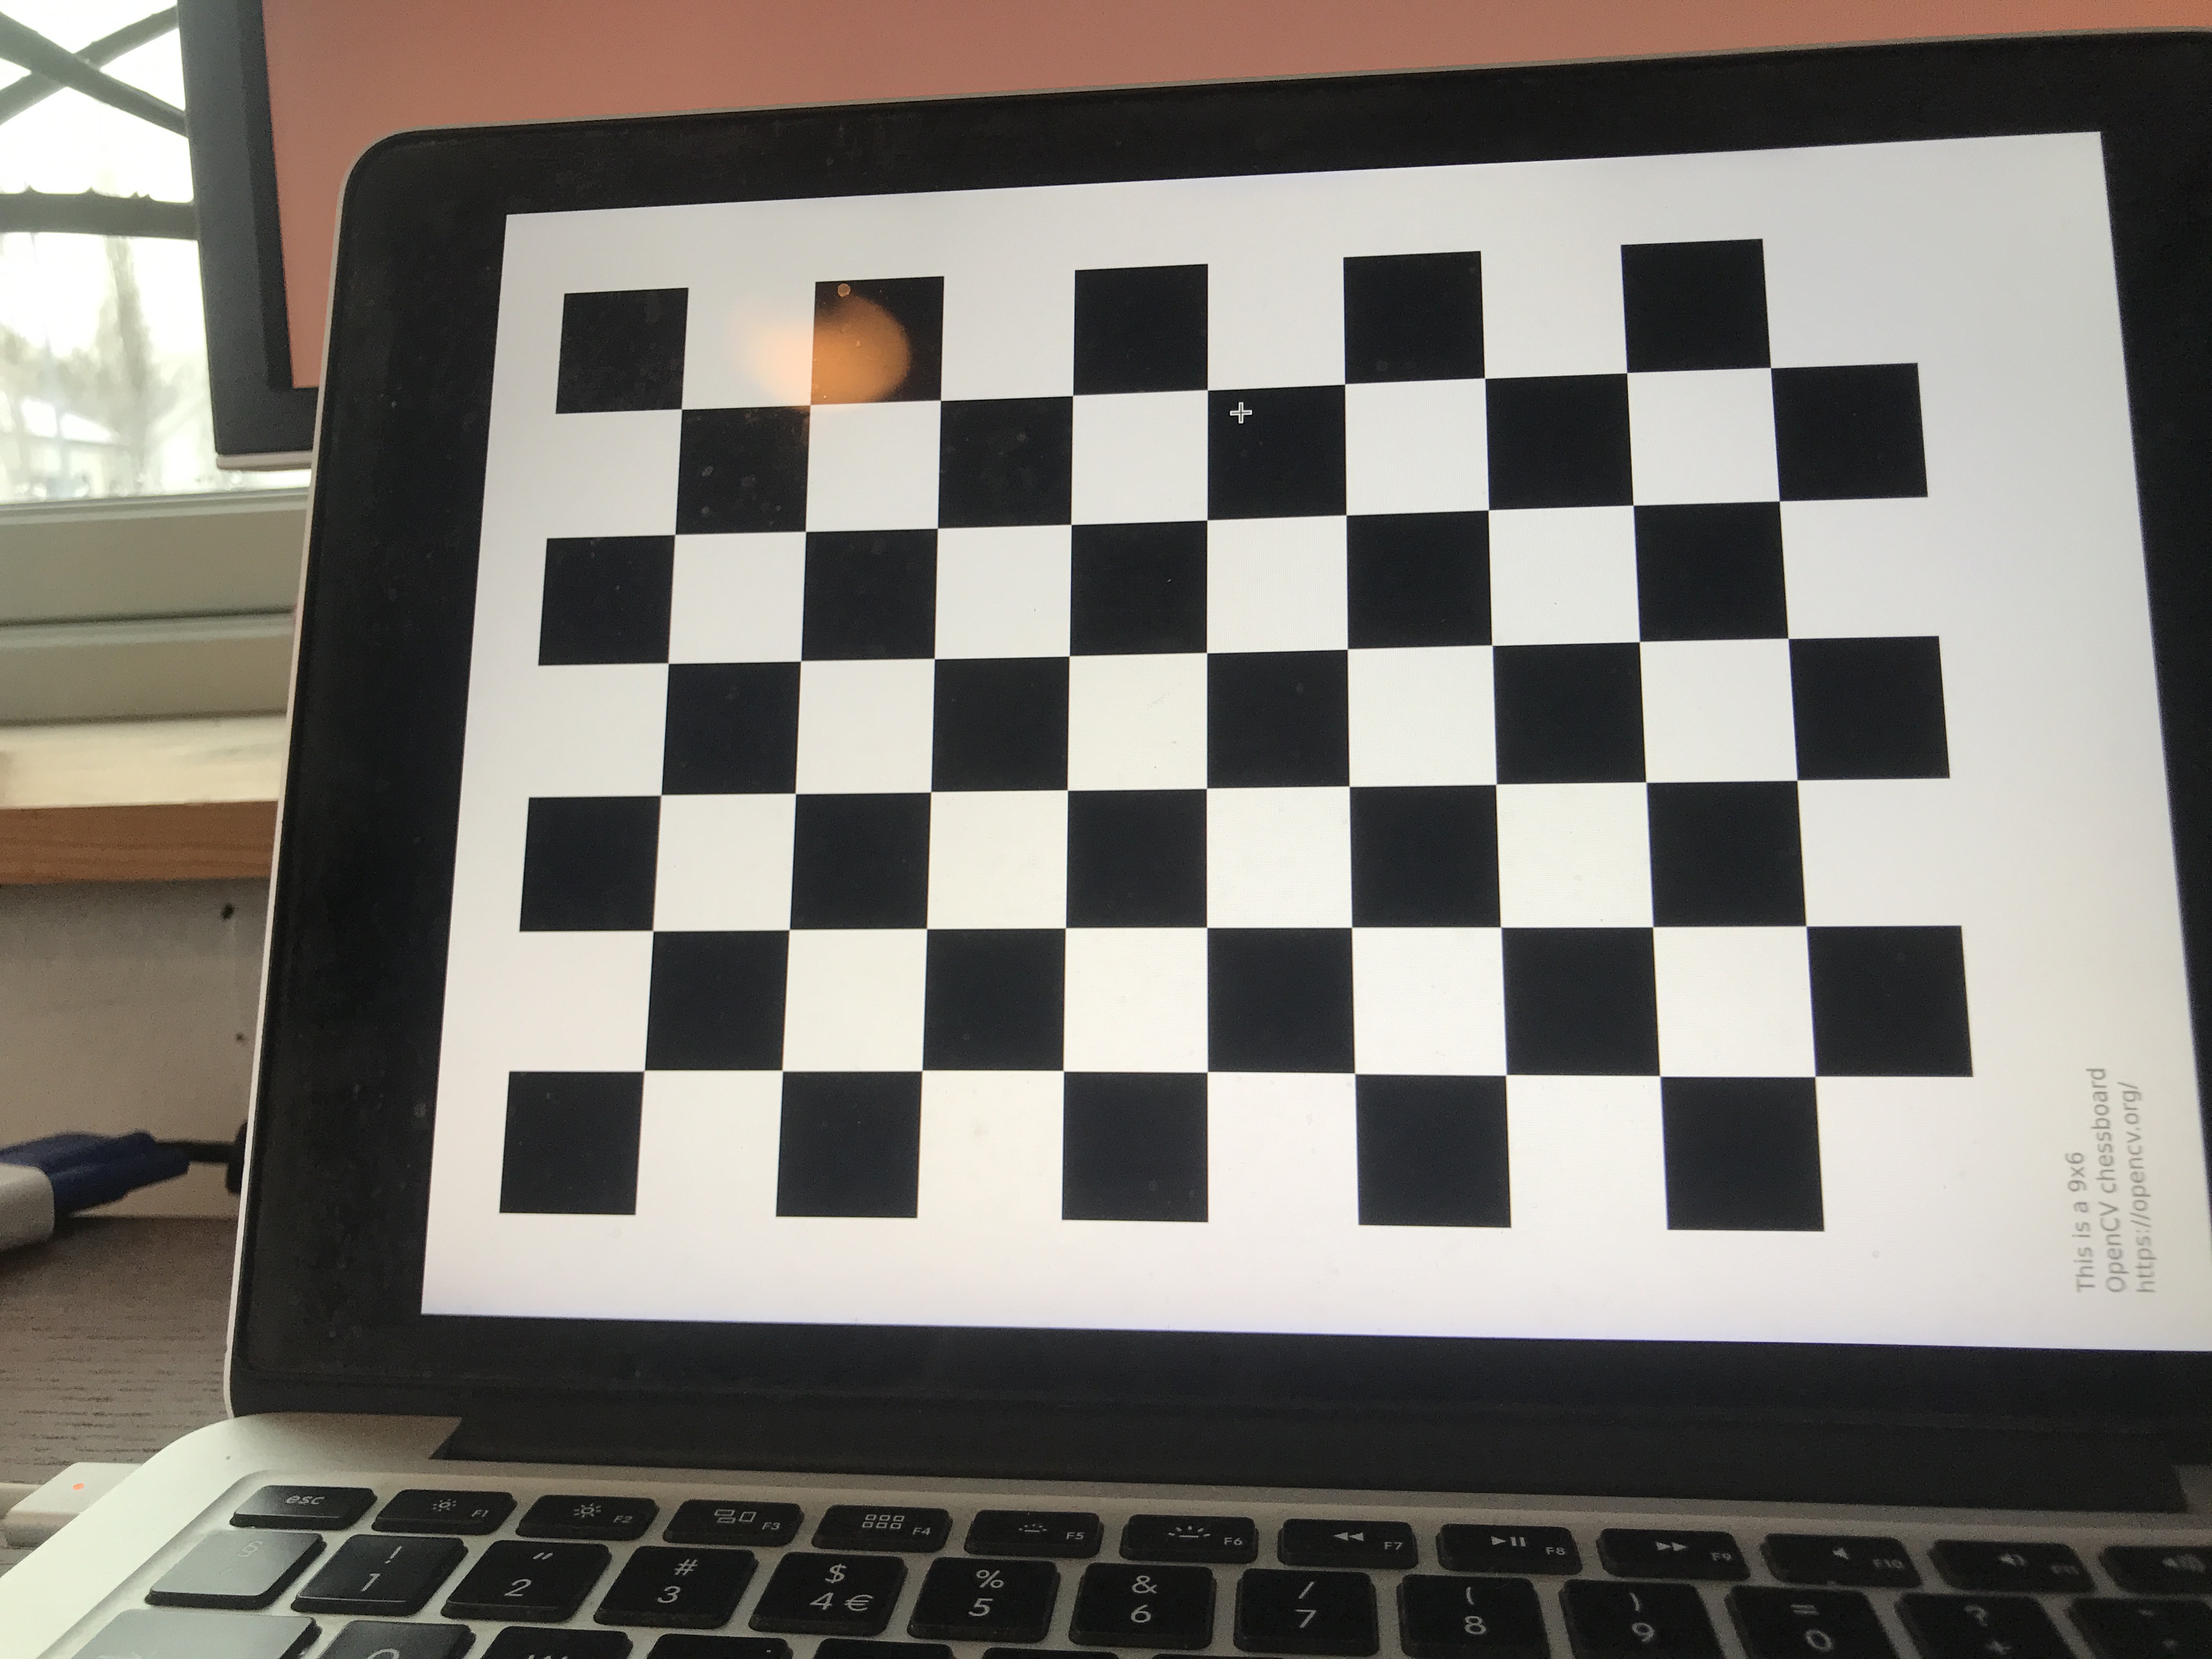 This is a 9x6
OpenCV chessboard
https://opencv.org/
esc
F1
F2
F3
F4
F5
F6
F7
F8
F9
F10
§
! 1
" 2
# 3
$ 4 €
% 5
& 6
/ 7
( 8
) 9
= 0
? +